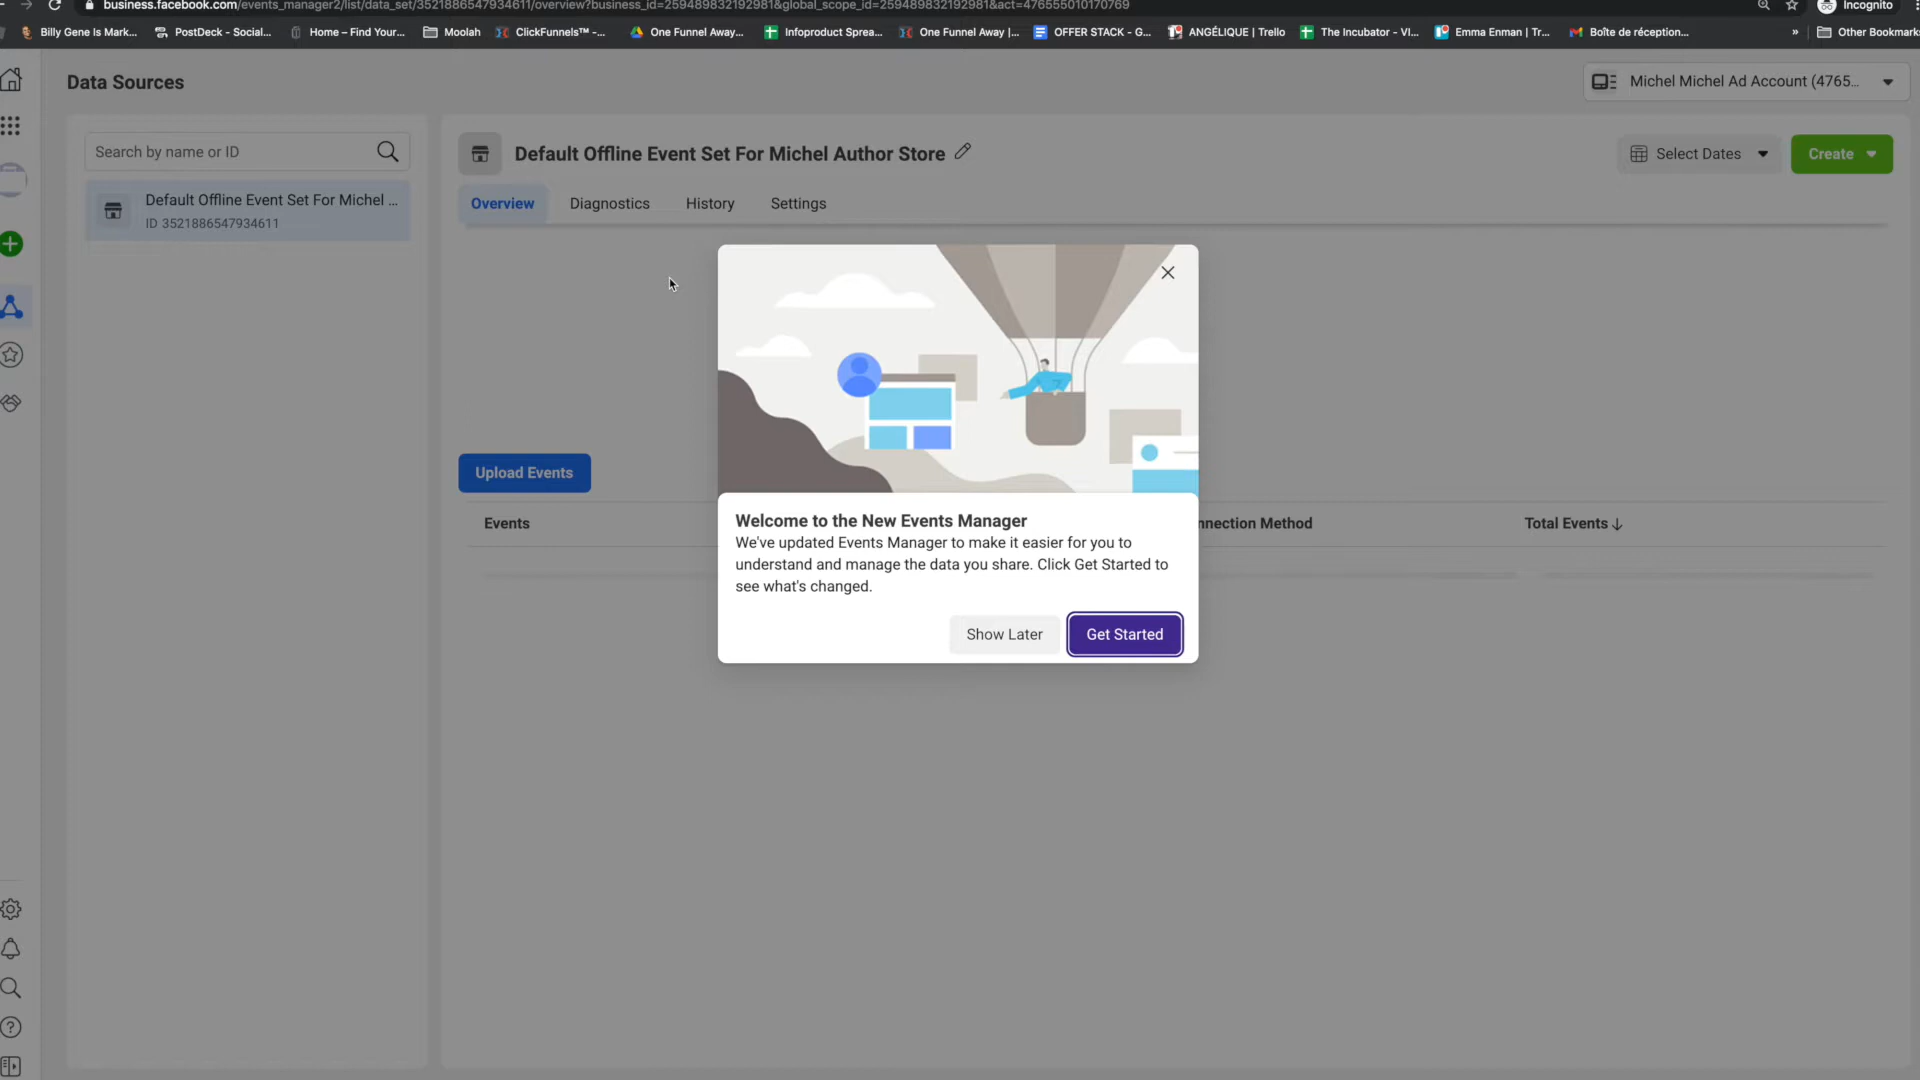 business.facebook.com/events_manager2/list/data_set/3521886547934611/overview?business_id=259489832192981&global_scope_id=259489832192981&act=476555010170769
Incognito
Billy Gene Is Mark...
PostDeck - Social...
Home – Find Your...
Moolah
ClickFunnels™ -...
One Funnel Away...
Infoproduct Sprea...
One Funnel Away |...
OFFER STACK - G...
ANGÉLIQUE | Trello
The Incubator - VI...
Emma Enman | Tr...
Boîte de réception...
»
Other Bookmark
Data Sources
Michel Michel Ad Account (4765...
Search by name or ID
Default Offline Event Set For Michel Author Store
Select Dates
Create
Default Offline Event Set For Michel ...
ID 3521886547934611
Overview
Diagnostics
History
Settings
Upload Events
Events
nnection Method
Total Events
Welcome to the New Events Manager
We've updated Events Manager to make it easier for you to
understand and manage the data you share. Click Get Started to
see what's changed.
Show Later
Get Started